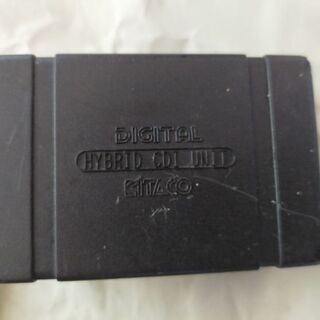 DIGITAL
HYBRID CDI UNIT
KITACO